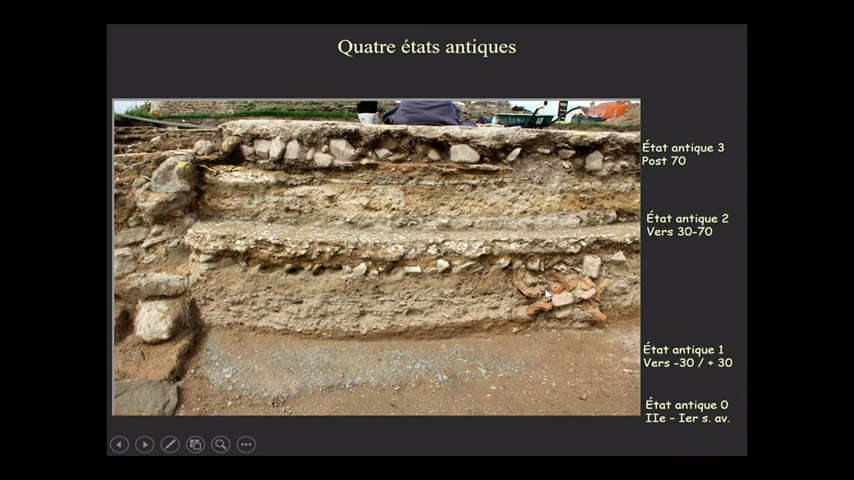 Quatre états antiques
État antique 3
Post 70
État antique 2
Vers 30-70
État antique 1
Vers -30 / + 30
État antique 0
IIe – Ier s. av.